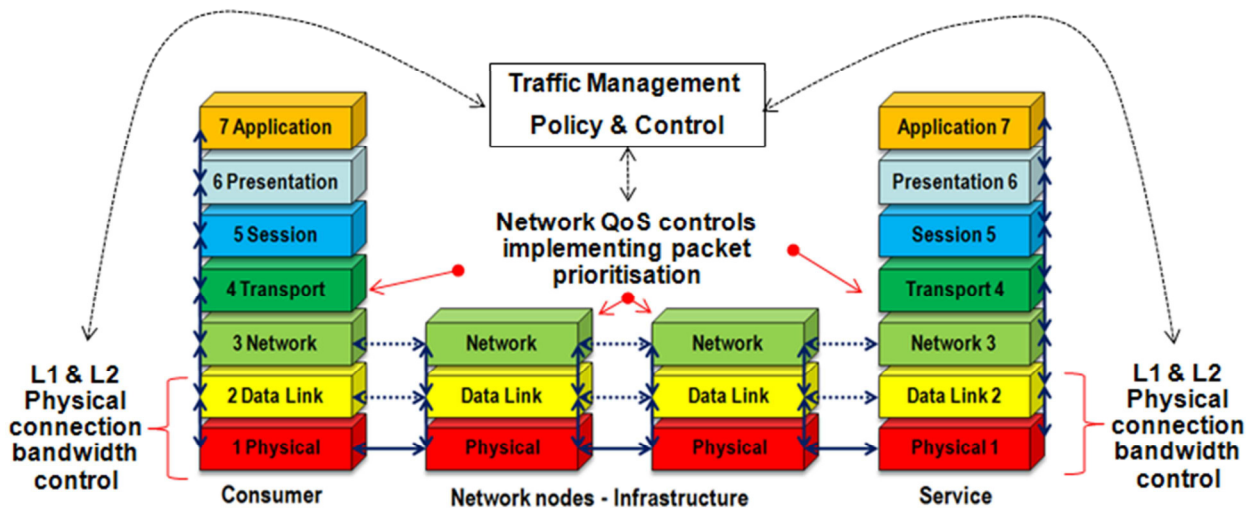 Traffic Management
Policy & Control
7 Application
6 Presentation
5 Session
4 Transport
3 Network
2 Data Link
1 Physical
Consumer
L1 & L2
Physical
connection
bandwidth
control
Network QoS controls
implementing packet
prioritisation
Network
Data Link
Physical
Network
Data Link
Physical
Network nodes - Infrastructure
Application 7
Presentation 6
Session 5
Transport 4
Network 3
Data Link 2
Physical 1
Service
L1 & L2
Physical
connection
bandwidth
control